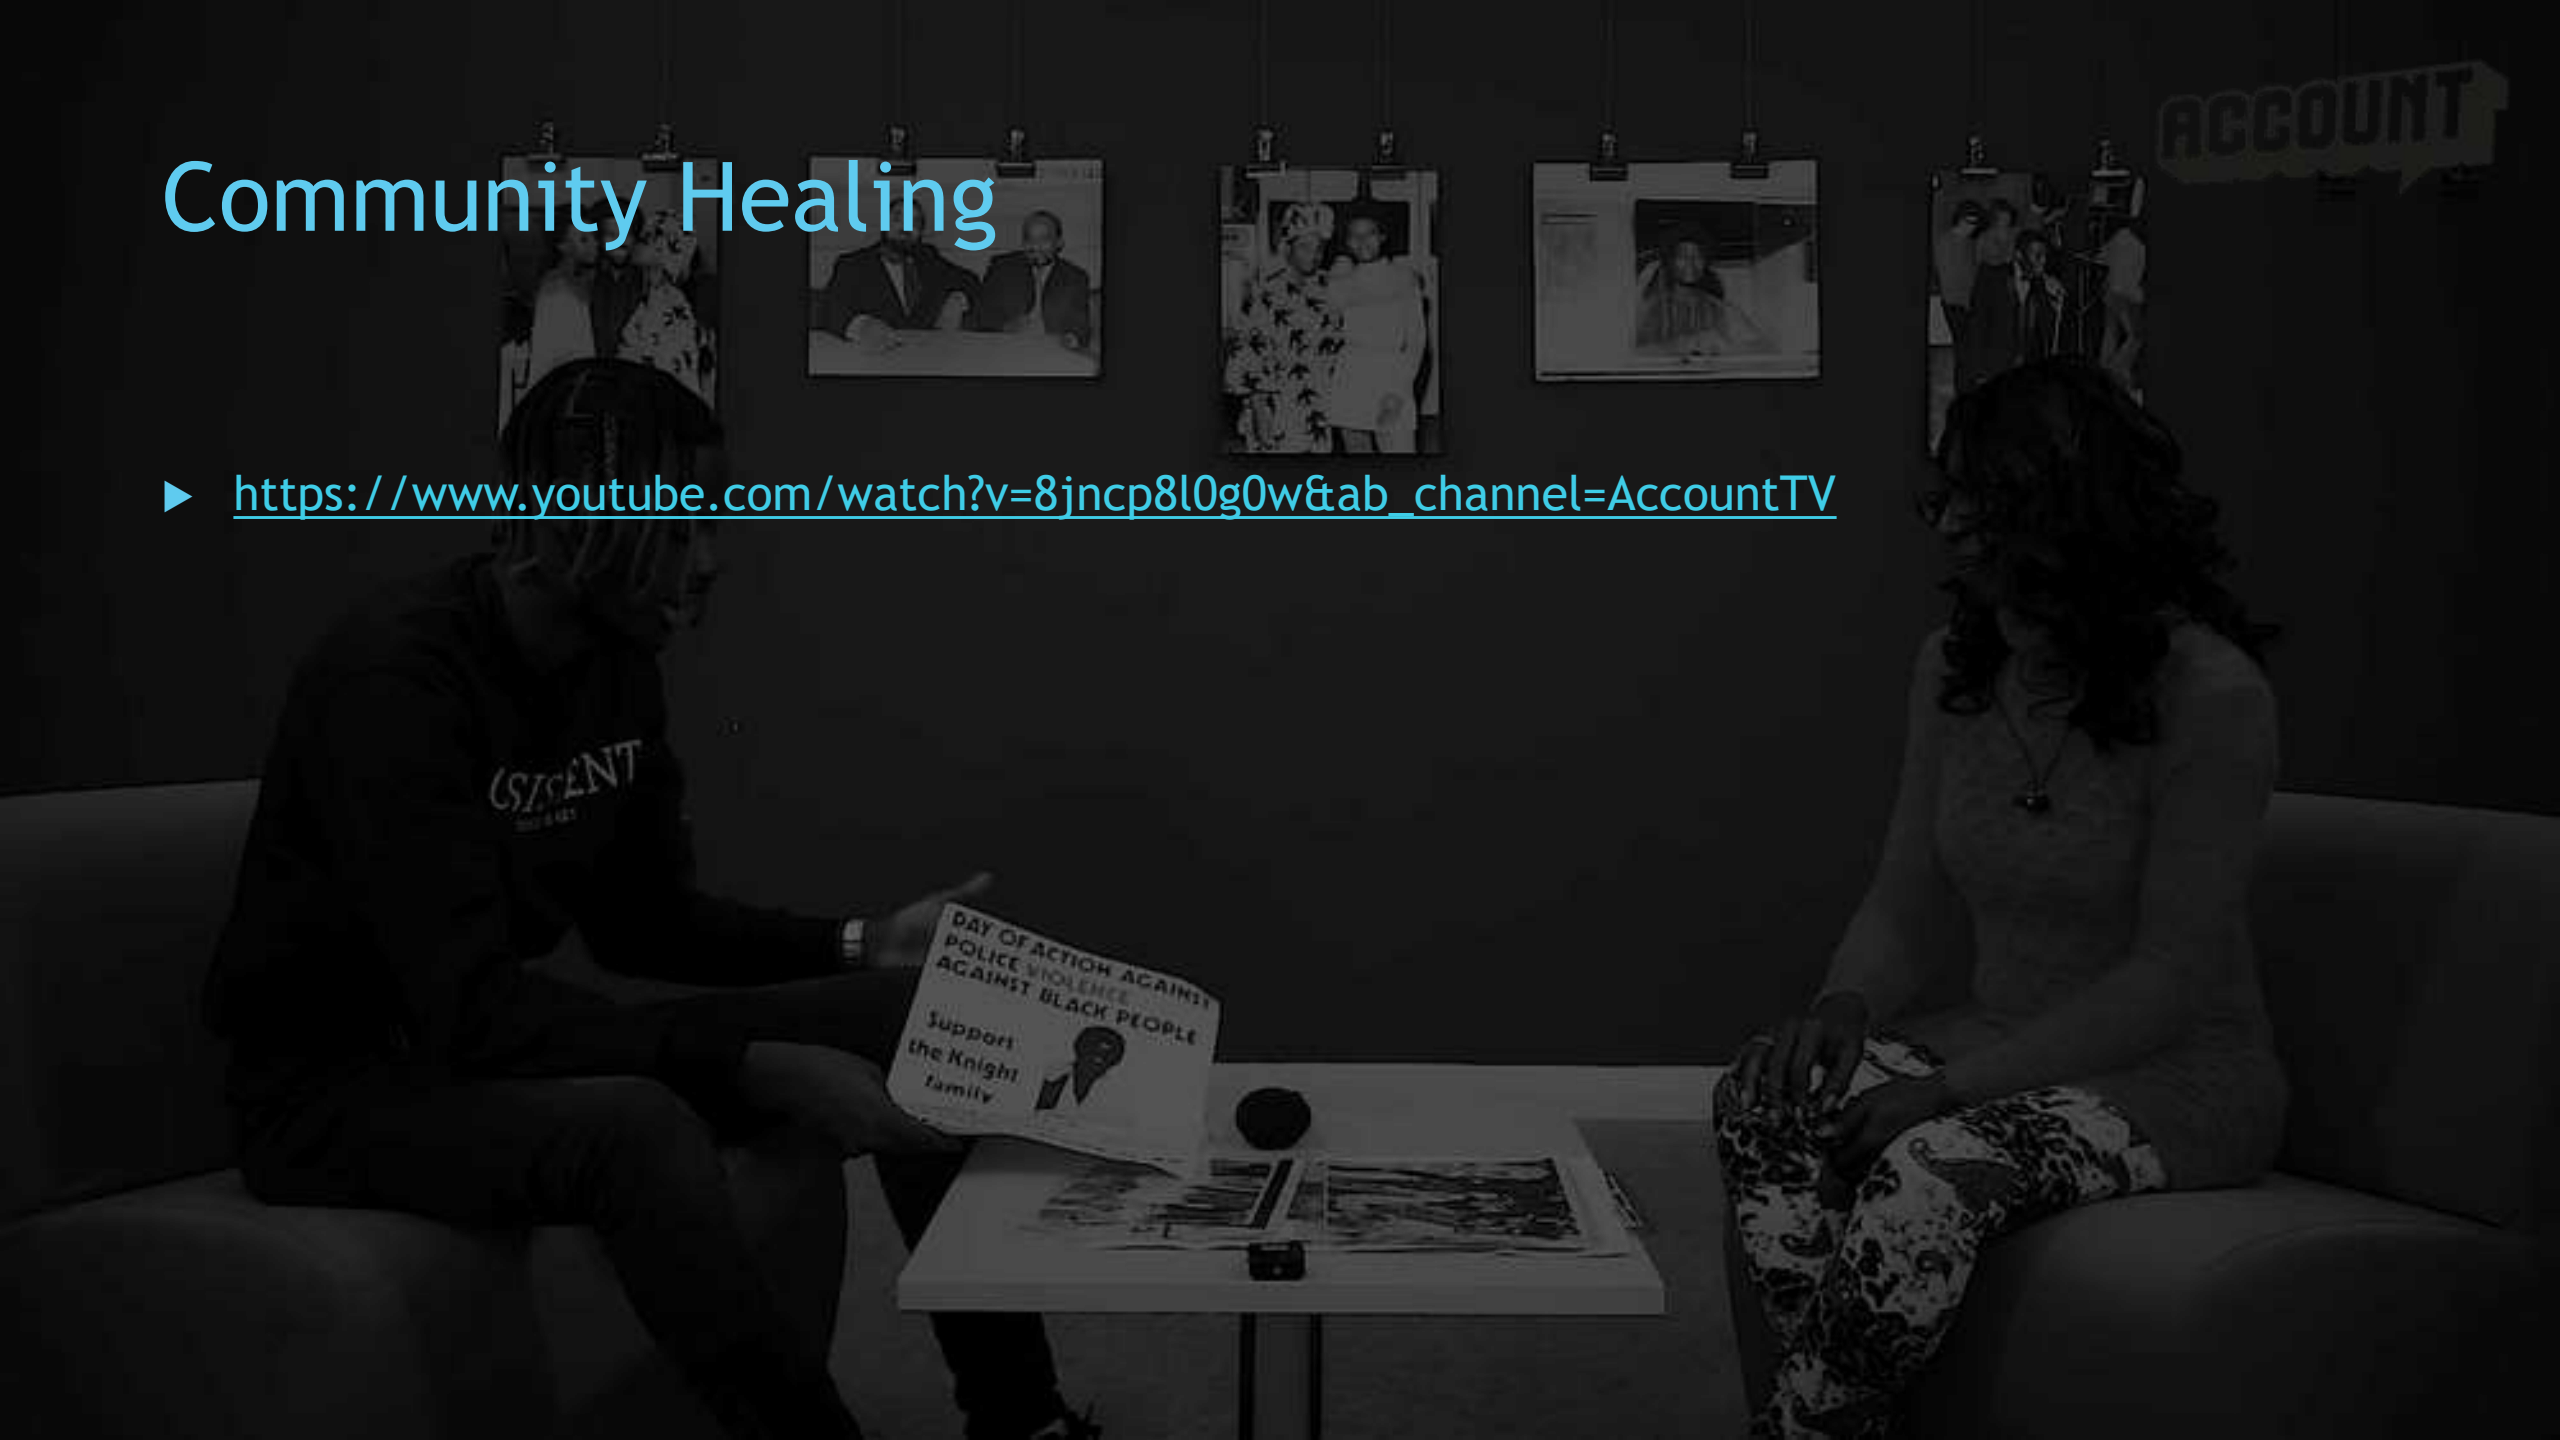 ACCOUNT
Community Healing
https://www.youtube.com/watch?v=8jncp8l0g0w&ab_channel=AccountTV
DAY OF ACTION AGAINST
POLICE VIOLENCE
AGAINST BLACK PEOPLE
Support
the Knight
family